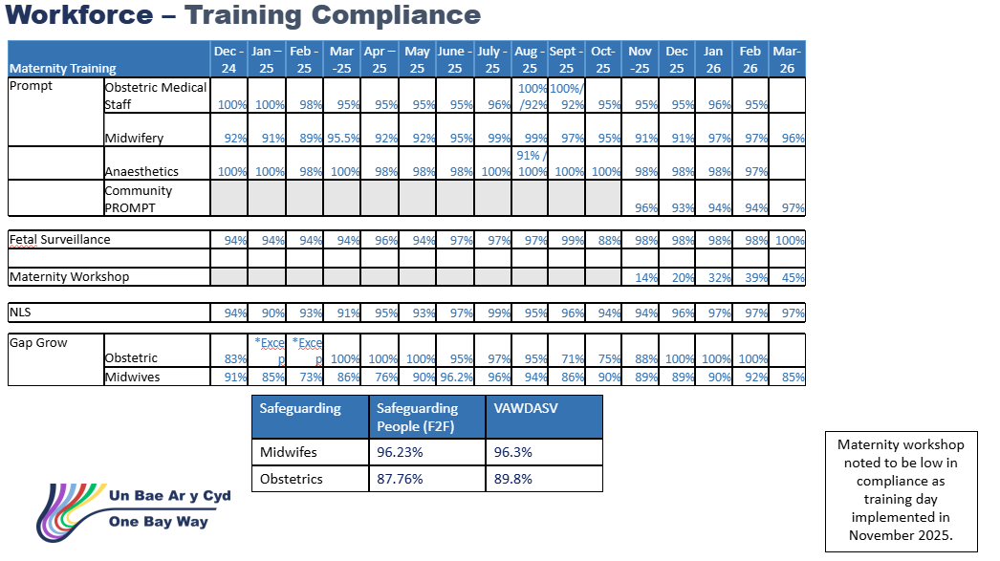 Workforce – Training Compliance
Maternity Training Dec - 24 Jan – 25 Feb - 25 Mar -25 Apr – 25 May 25 June - 25 July - 25 Aug - 25 Sept - 25 Oct- 25 Nov -25 Dec 25 Jan 26 Feb 26 Mar- 26
Prompt Obstetric Medical Staff 100% 100% 98% 95% 95% 95% 95% 96% 100% /92% 100%/ 92% 95% 95% 95% 96% 95%
Midwifery 92% 91% 89% 95.5% 92% 92% 95% 99% 99% 97% 95% 91% 91% 97% 97% 96%
Anaesthetics 100% 100% 98% 100% 98% 98% 98% 100% 91% / 100% 100% 100% 98% 98% 98% 97%
Community PROMPT 96% 93% 94% 94% 97%
Fetal Surveillance 94% 94% 94% 94% 96% 94% 97% 97% 97% 99% 88% 98% 98% 98% 98% 100%
Maternity Workshop 14% 20% 32% 39% 45%
NLS 94% 90% 93% 91% 95% 93% 97% 99% 95% 96% 94% 94% 96% 97% 97% 97%
Gap Grow Obstetric 83% *Excep *Excep 100% 100% 100% 95% 97% 95% 71% 75% 88% 100% 100% 100%
Midwives 91% 85% 73% 86% 76% 90% 96.2% 96% 94% 86% 90% 89% 89% 90% 92% 85%
Safeguarding Safeguarding People (F2F) VAWDASV
Midwifes 96.23% 96.3%
Obstetrics 87.76% 89.8%
Maternity workshop
noted to be low in
compliance as
training day
implemented in
November 2025.
Un Bae Ar y Cyd
One Bay Way